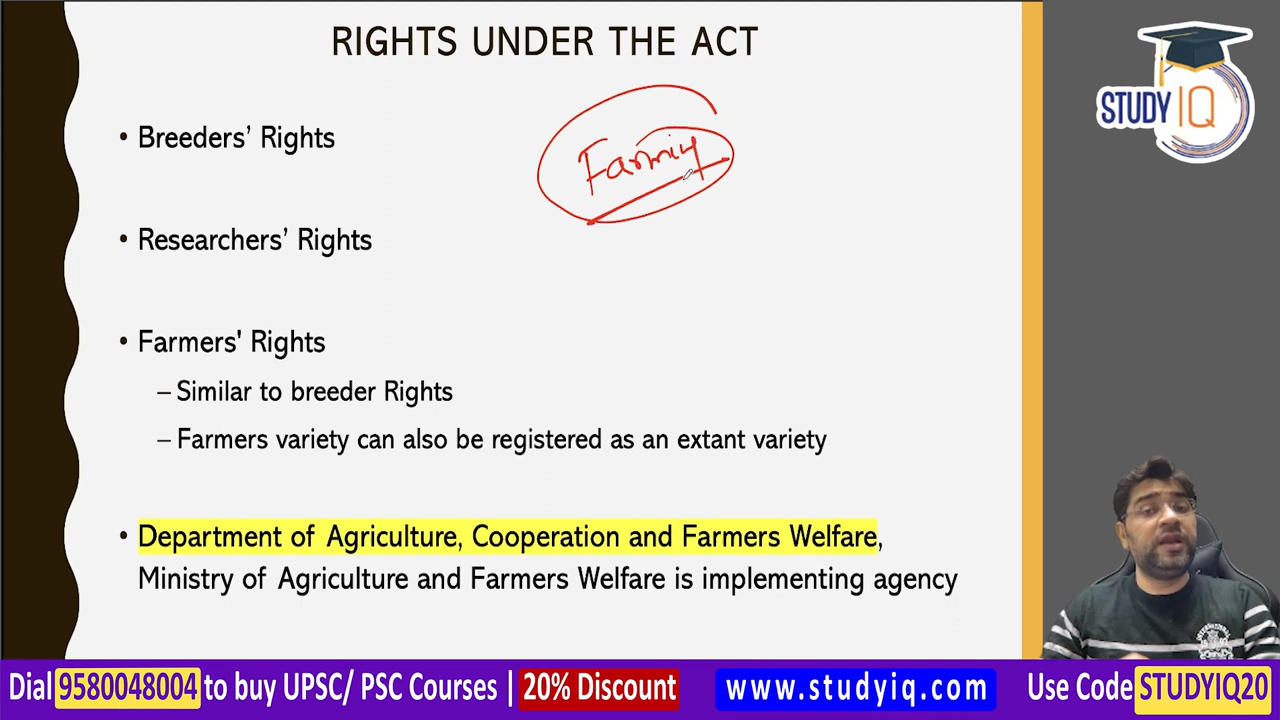 RIGHTS UNDER THE ACT
STUDY IQ
• Breeders’ Rights
Farming
• Researchers’ Rights
• Farmers' Rights
– Similar to breeder Rights
– Farmers variety can also be registered as an extant variety
• Department of Agriculture, Cooperation and Farmers Welfare,
Ministry of Agriculture and Farmers Welfare is implementing agency
Dial 9580048004 to buy UPSC/ PSC Courses | 20% Discount www.studyiq.com Use Code STUDYIQ20